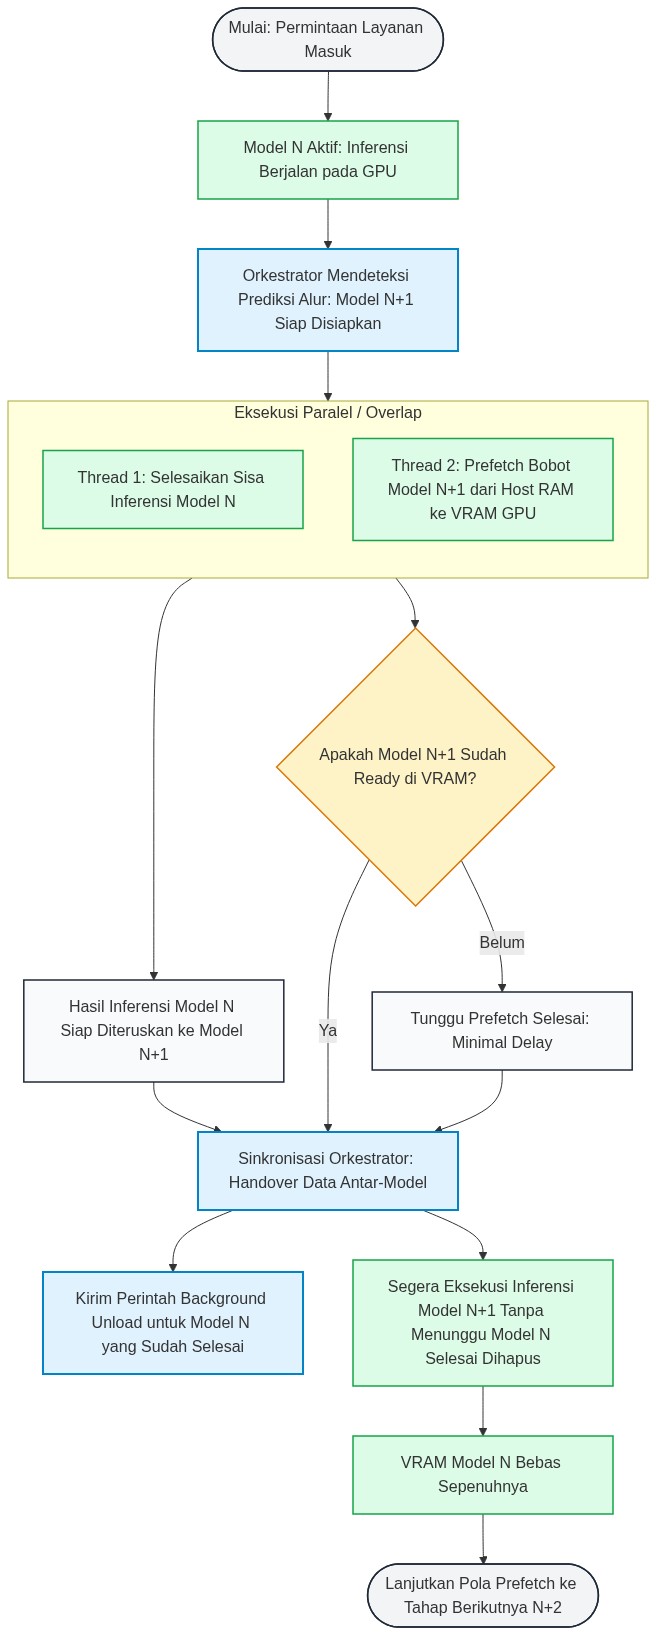 Mulai: Permintaan Layanan
Masuk
Model N Aktif: Inferensi
Berjalan pada GPU
Orkestrator Mendeteksi
Prediksi Alur: Model N+1
Siap Disiapkan
Eksekusi Paralel / Overlap
Thread 1: Selesaikan Sisa
Inferensi Model N
Thread 2: Prefetch Bobot
Model N+1 dari Host RAM
ke VRAM GPU
Apakah Model N+1 Sudah
Ready di VRAM?
Belum
Ya
Hasil Inferensi Model N
Siap Diteruskan ke Model
N+1
Tunggu Prefetch Selesai:
Minimal Delay
Sinkronisasi Orkestrator:
Handover Data Antar-Model
Kirim Perintah Background
Unload untuk Model N
yang Sudah Selesai
Segera Eksekusi Inferensi
Model N+1 Tanpa
Menunggu Model N
Selesai Dihapus
VRAM Model N Bebas
Sepenuhnya
Lanjutkan Pola Prefetch ke
Tahap Berikutnya N+2